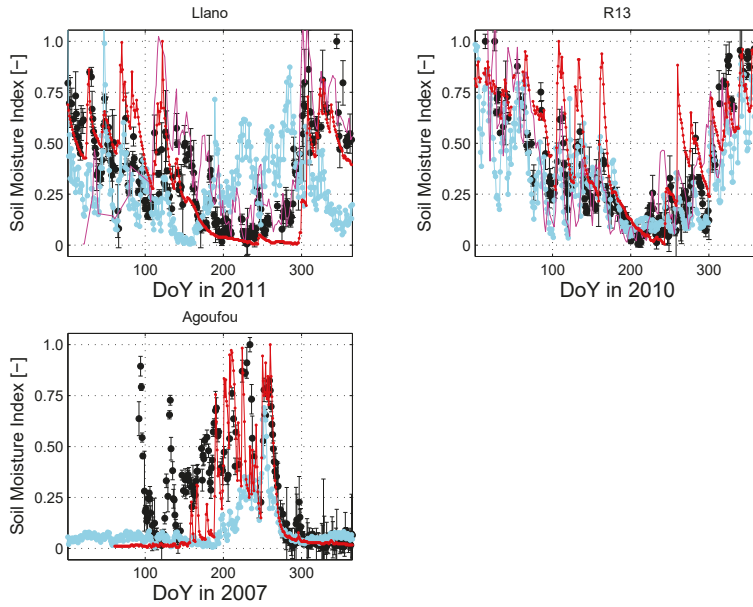 Llano
Soil Moisture Index [−]
1.0
0.75
0.50
0.25
0
100 200 300
DoY in 2011
R13
Soil Moisture Index [−]
1.0
0.75
0.50
0.25
0
100 200 300
DoY in 2010
Agoufou
Soil Moisture Index [−]
1.0
0.75
0.50
0.25
0
100 200 300
DoY in 2007